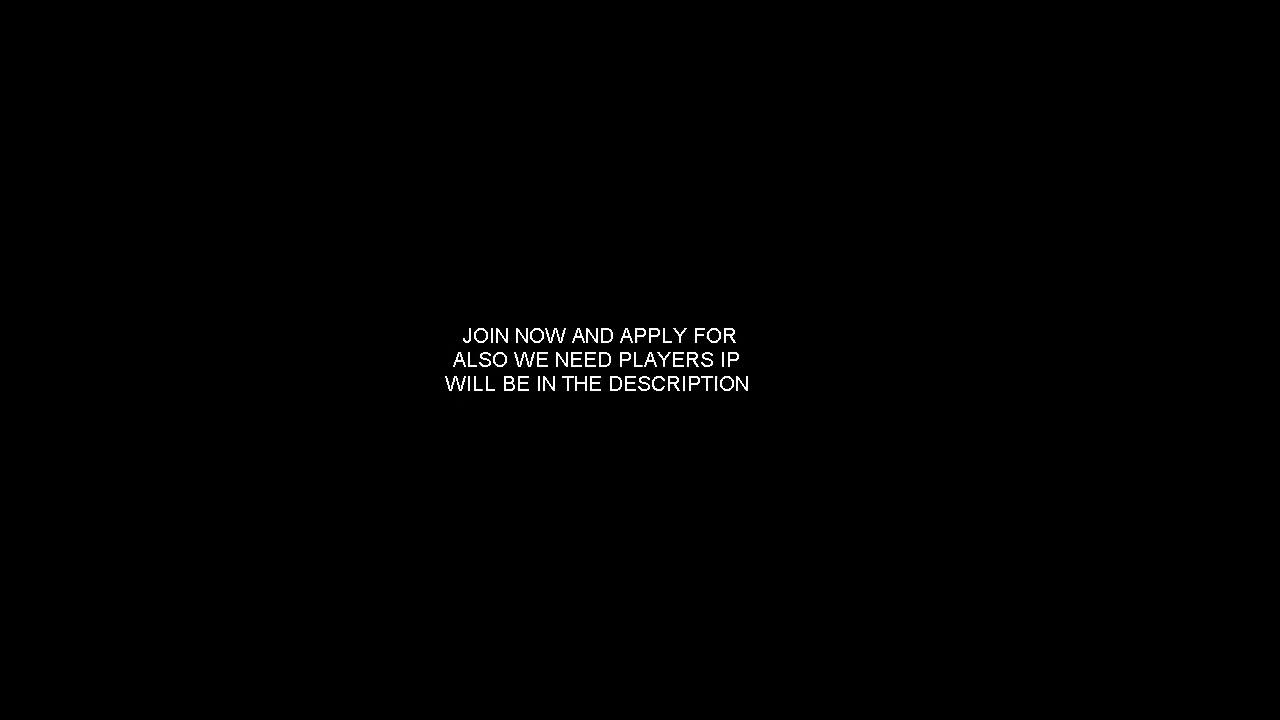 JOIN NOW AND APPLY FOR
ALSO WE NEED PLAYERS IP
WILL BE IN THE DESCRIPTION